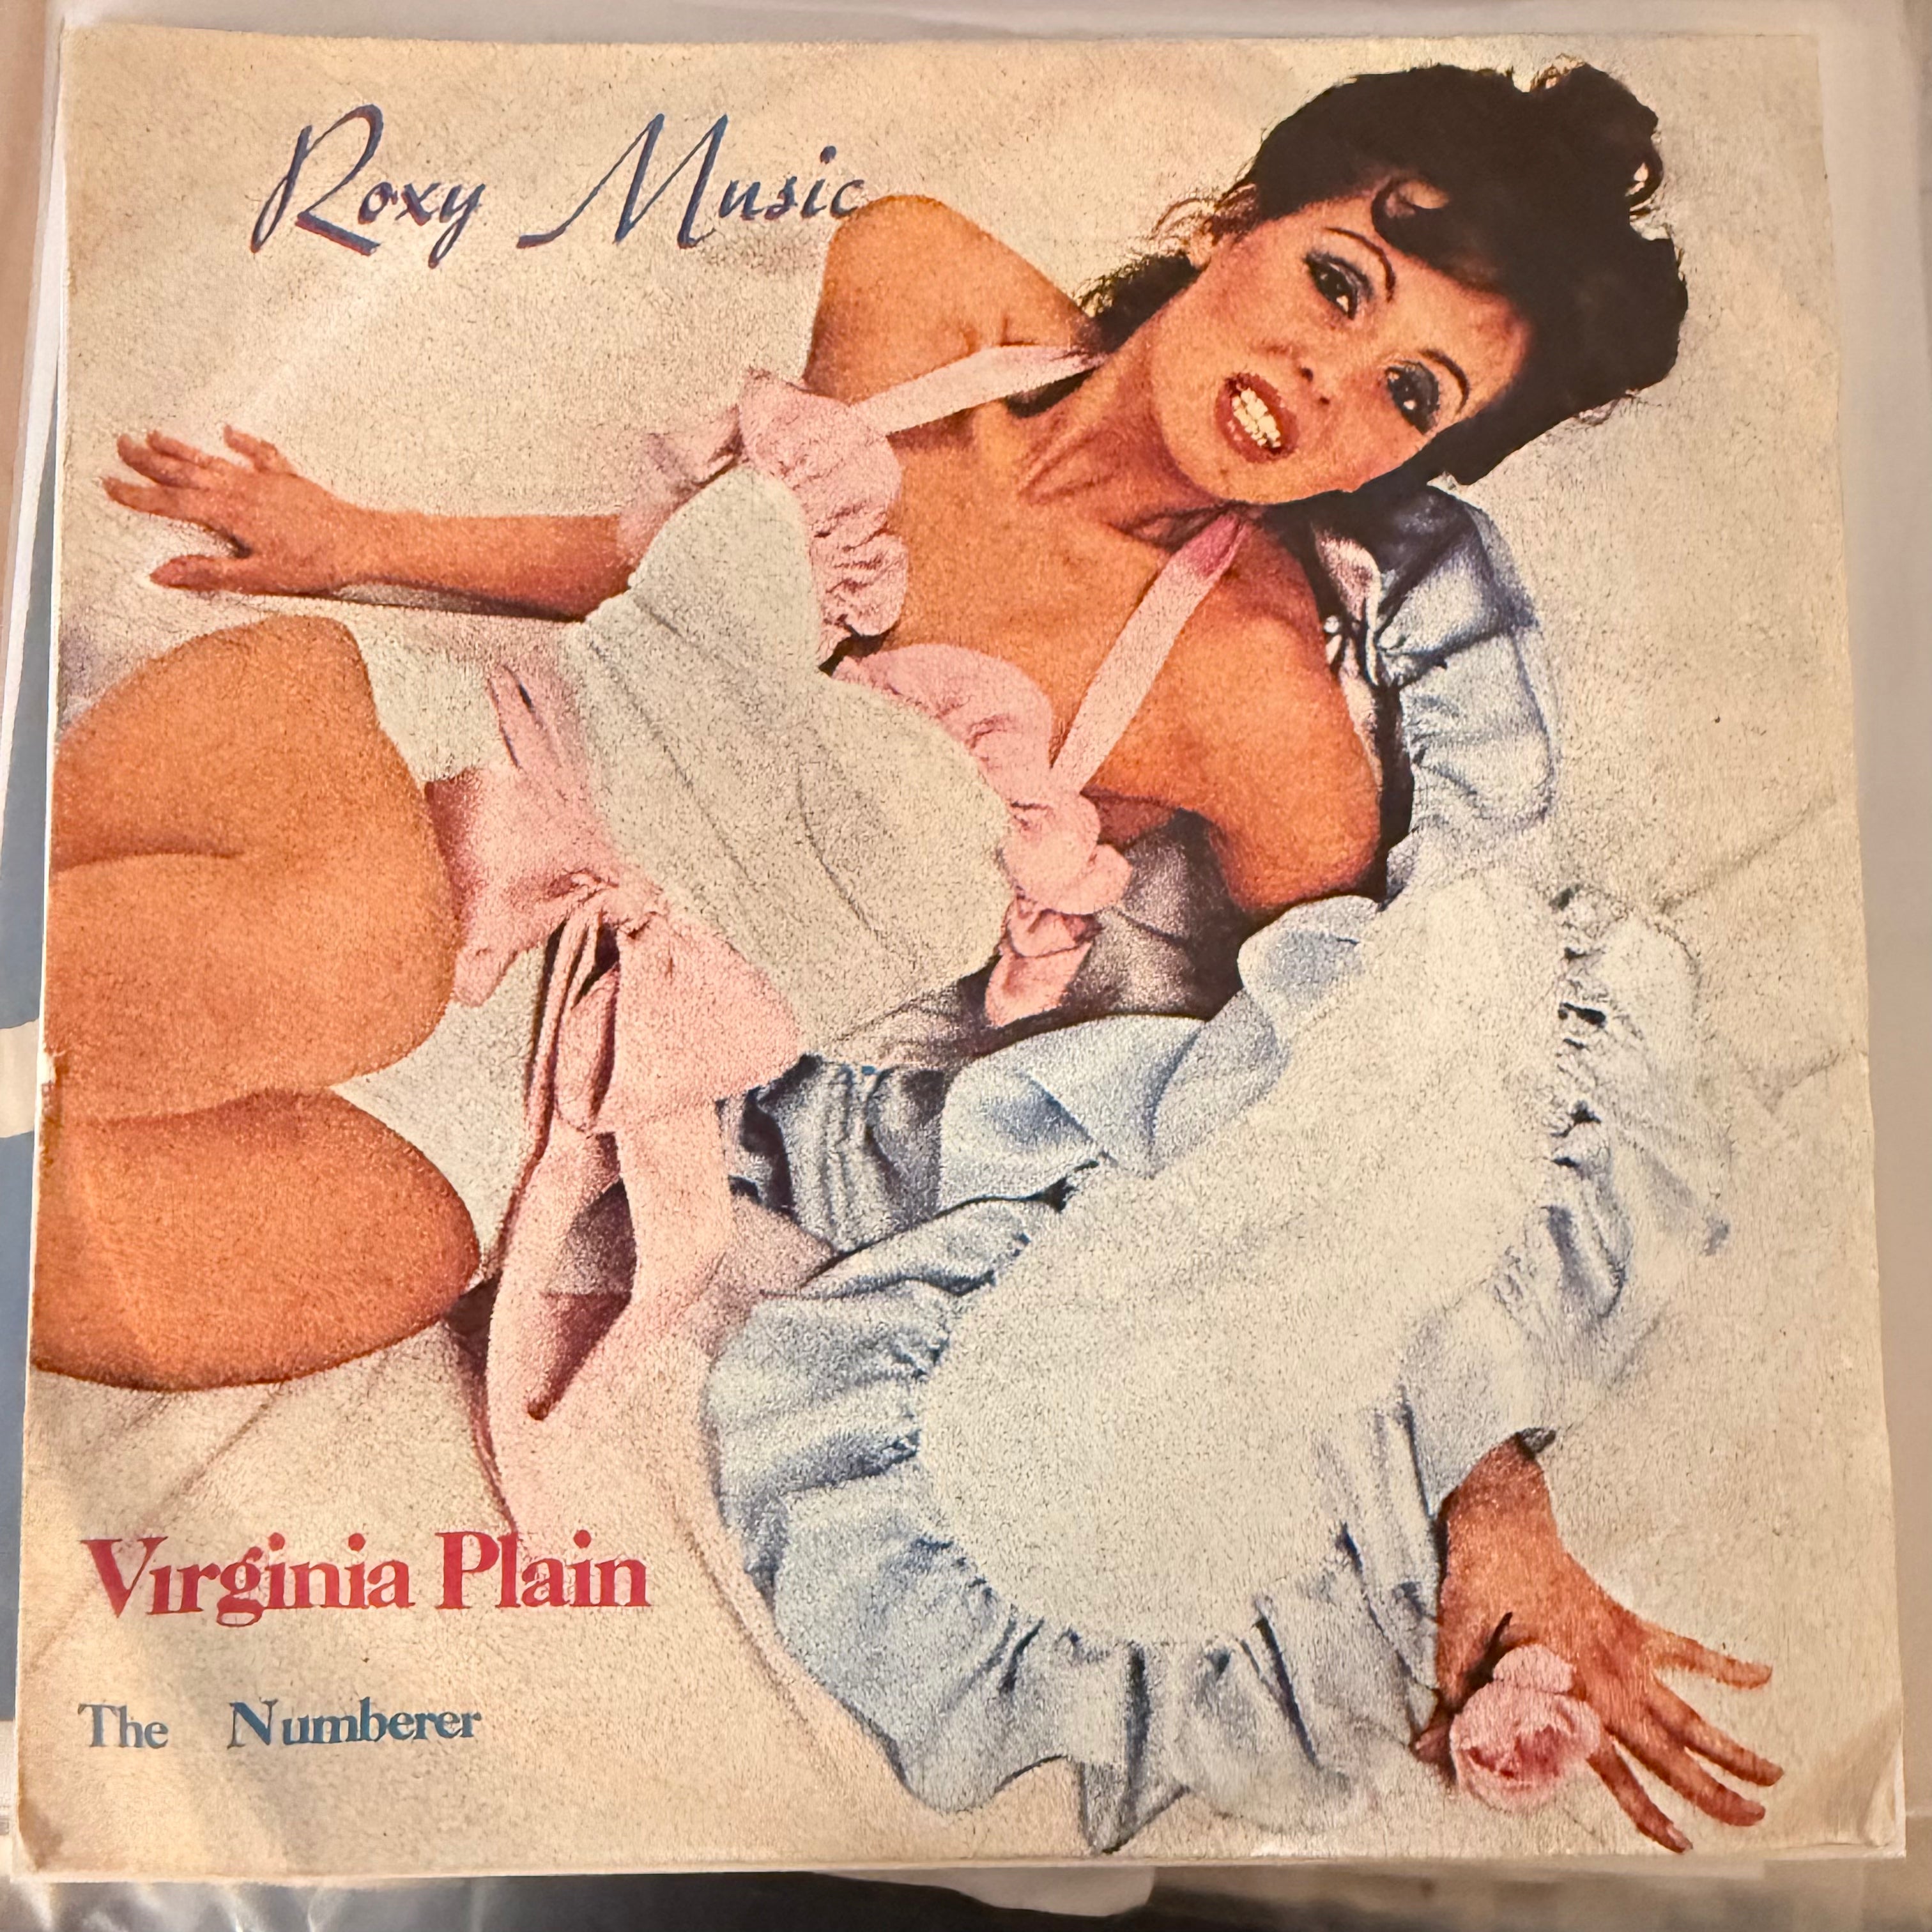 Roxy Music
Virginia Plain
The Numberer